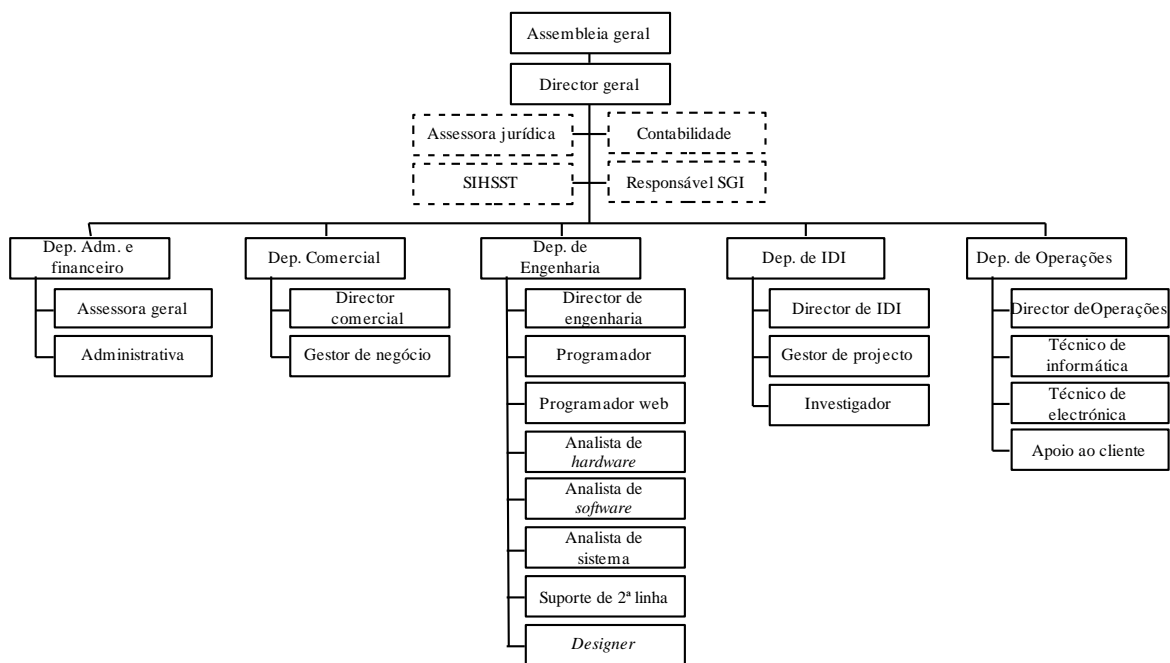 Assembleia geral
Director geral
Assessora jurídica
Contabilidade
SIHSST
Responsável SGI
Dep. Adm. e
financeiro
Assessora geral
Administrativa
Dep. Comercial
Director
comercial
Gestor de negócio
Dep. de
Engenharia
Director de
engenharia
Programador
Programador web
Analista de
hardware
Analista de
software
Analista de
sistema
Suporte de 2ª linha
Designer
Dep. de IDI
Director de IDI
Gestor de projecto
Investigador
Dep. de Operações
Director deOperações
Técnico de
informática
Técnico de
electrónica
Apoio ao cliente